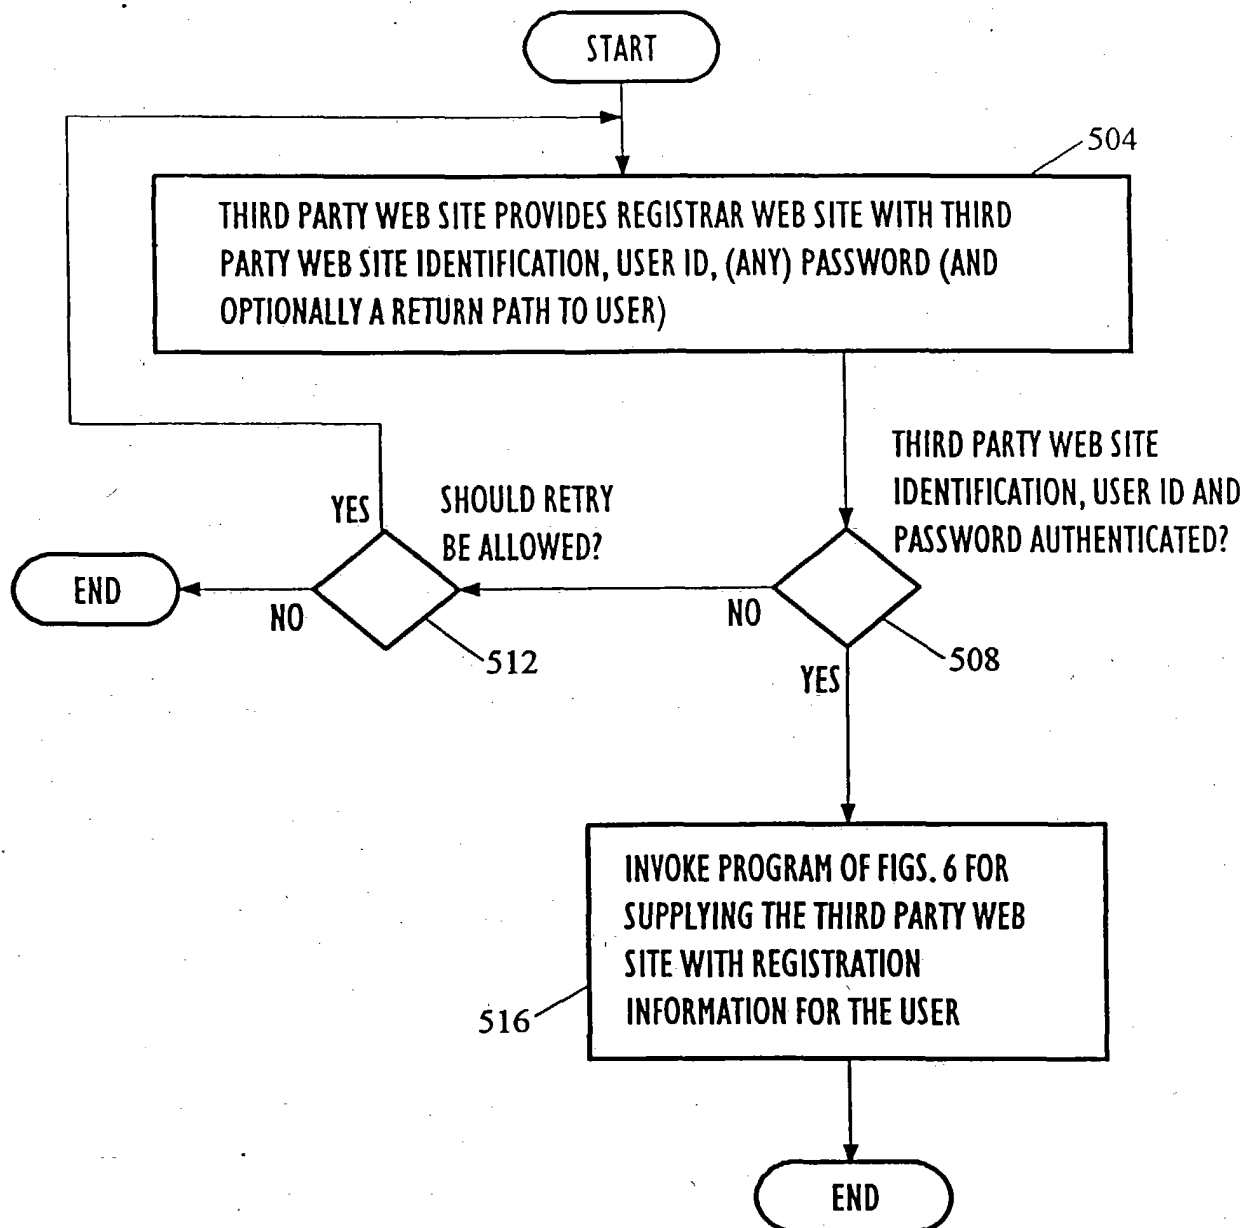 START
504
THIRD PARTY WEB SITE PROVIDES REGISTRAR WEB SITE WITH THIRD
PARTY WEB SITE IDENTIFICATION, USER ID, (ANY) PASSWORD (AND
OPTIONALLY A RETURN PATH TO USER)
THIRD PARTY WEB SITE
IDENTIFICATION, USER ID AND
PASSWORD AUTHENTICATED?
SHOULD RETRY
BE ALLOWED?
YES
END
NO
512
NO
508
YES
INVOKE PROGRAM OF FIGS. 6 FOR
SUPPLYING THE THIRD PARTY WEB
SITE WITH REGISTRATION
INFORMATION FOR THE USER
516
END